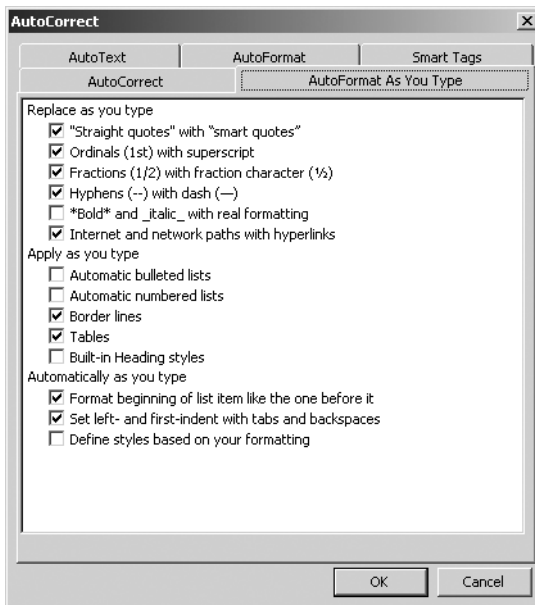 AutoCorrect
AutoText
AutoFormat
Smart Tags
AutoCorrect
AutoFormat As You Type
Replace as you type
"Straight quotes" with “smart quotes”
Ordinals (1st) with superscript
Fractions (1/2) with fraction character (½)
Hyphens (--) with dash (—)
*Bold* and _italic_ with real formatting
Internet and network paths with hyperlinks
Apply as you type
Automatic bulleted lists
Automatic numbered lists
Border lines
Tables
Built-in Heading styles
Automatically as you type
Format beginning of list item like the one before it
Set left- and first-indent with tabs and backspaces
Define styles based on your formatting
OK
Cancel